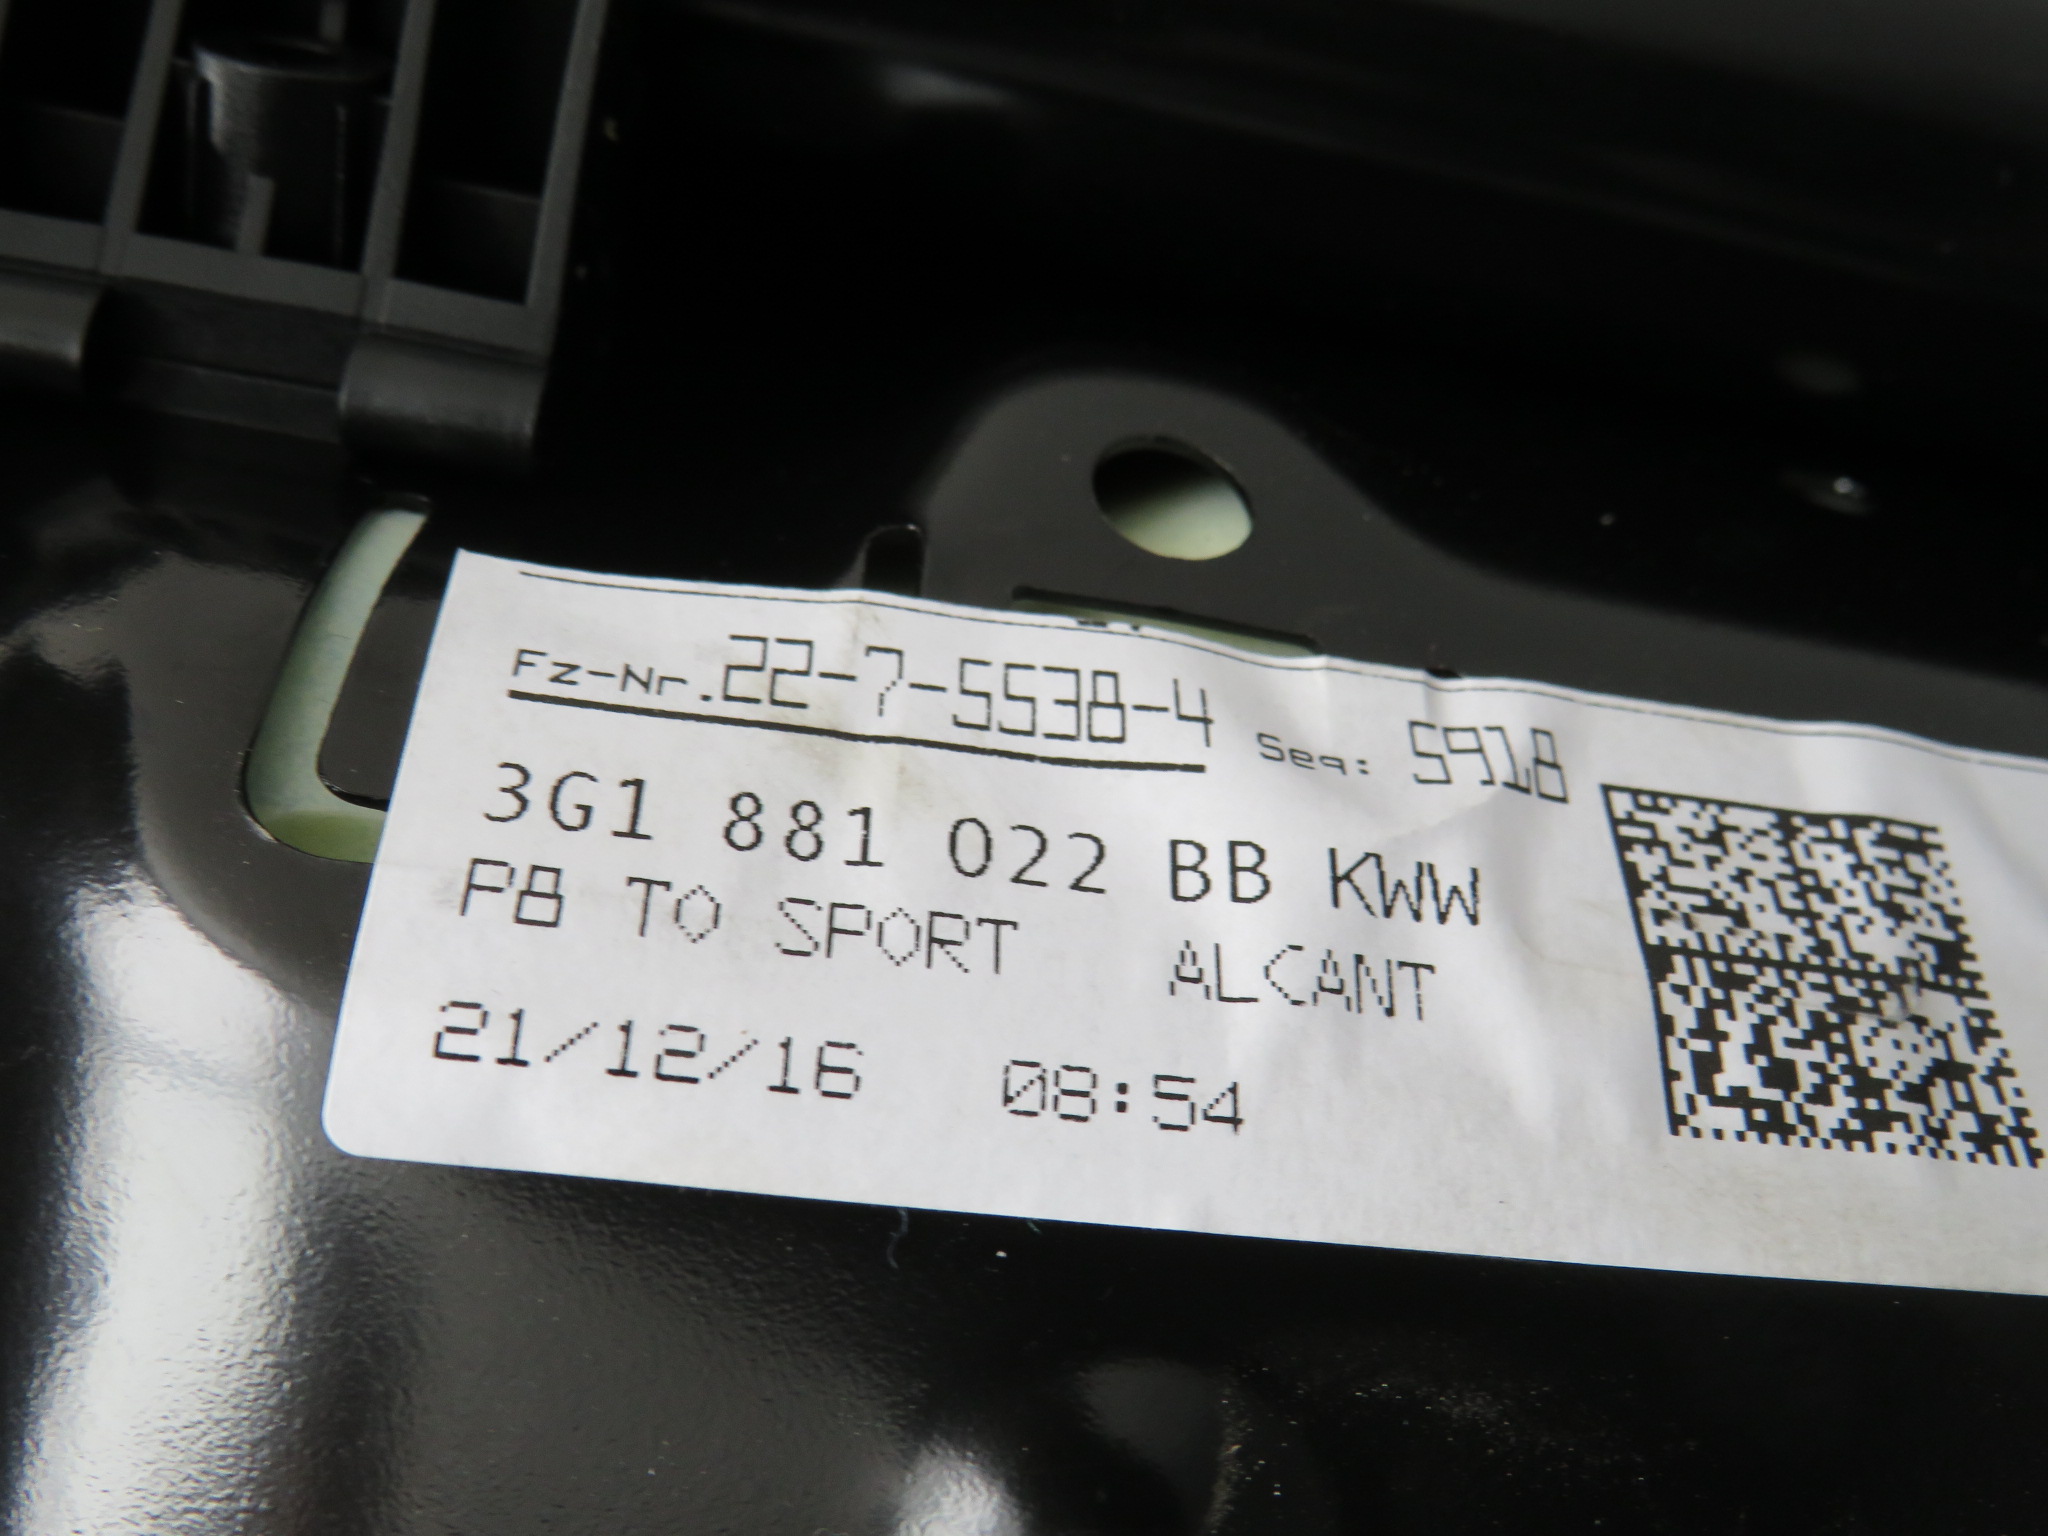 Fz-Nr. 22-7-5538-4 Seq: 5918
3G1 881 022 BB KWW
P8 TO SPORT ALCANT
21/12/16 08:54